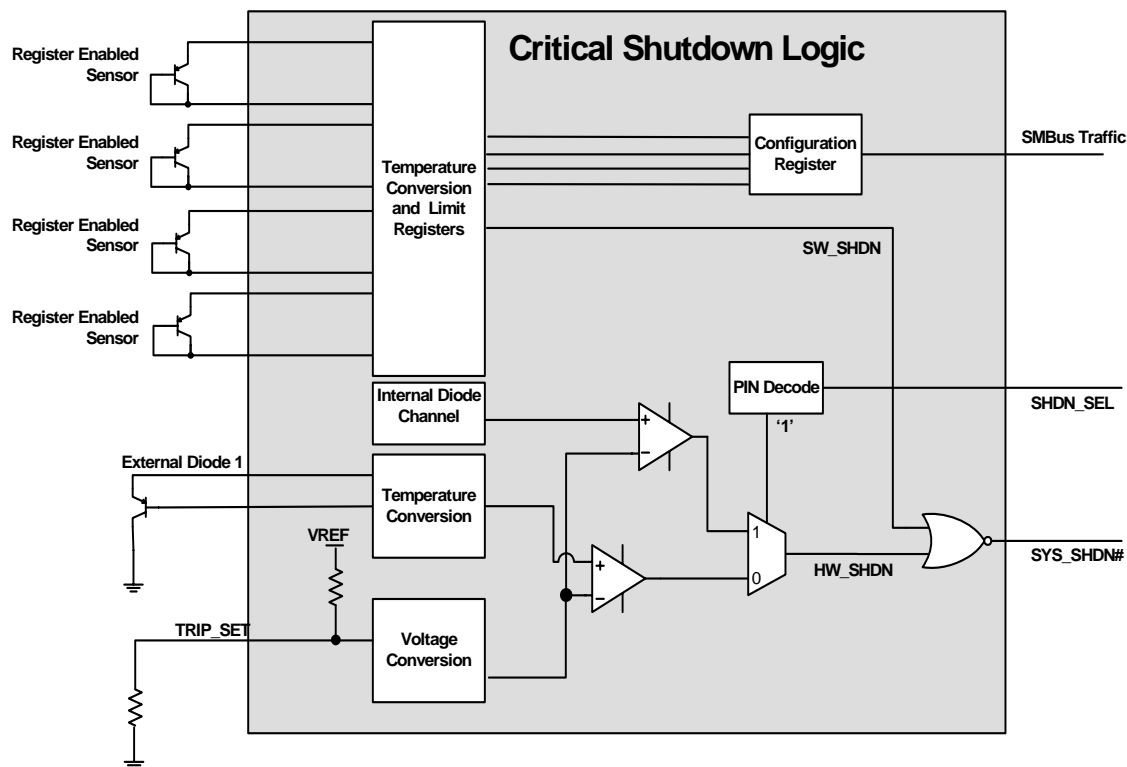 Critical Shutdown Logic
Register Enabled
Sensor
Register Enabled
Sensor
Register Enabled
Sensor
Register Enabled
Sensor
Temperature
Conversion
and Limit
Registers
Configuration
Register
SMBus Traffic
SW_SHDN
Internal Diode
Channel
PIN Decode
SHDN_SEL
‘1’
+
-
External Diode 1
Temperature
Conversion
VREF
+
-
1
0
HW_SHDN
SYS_SHDN#
TRIP_SET
Voltage
Conversion